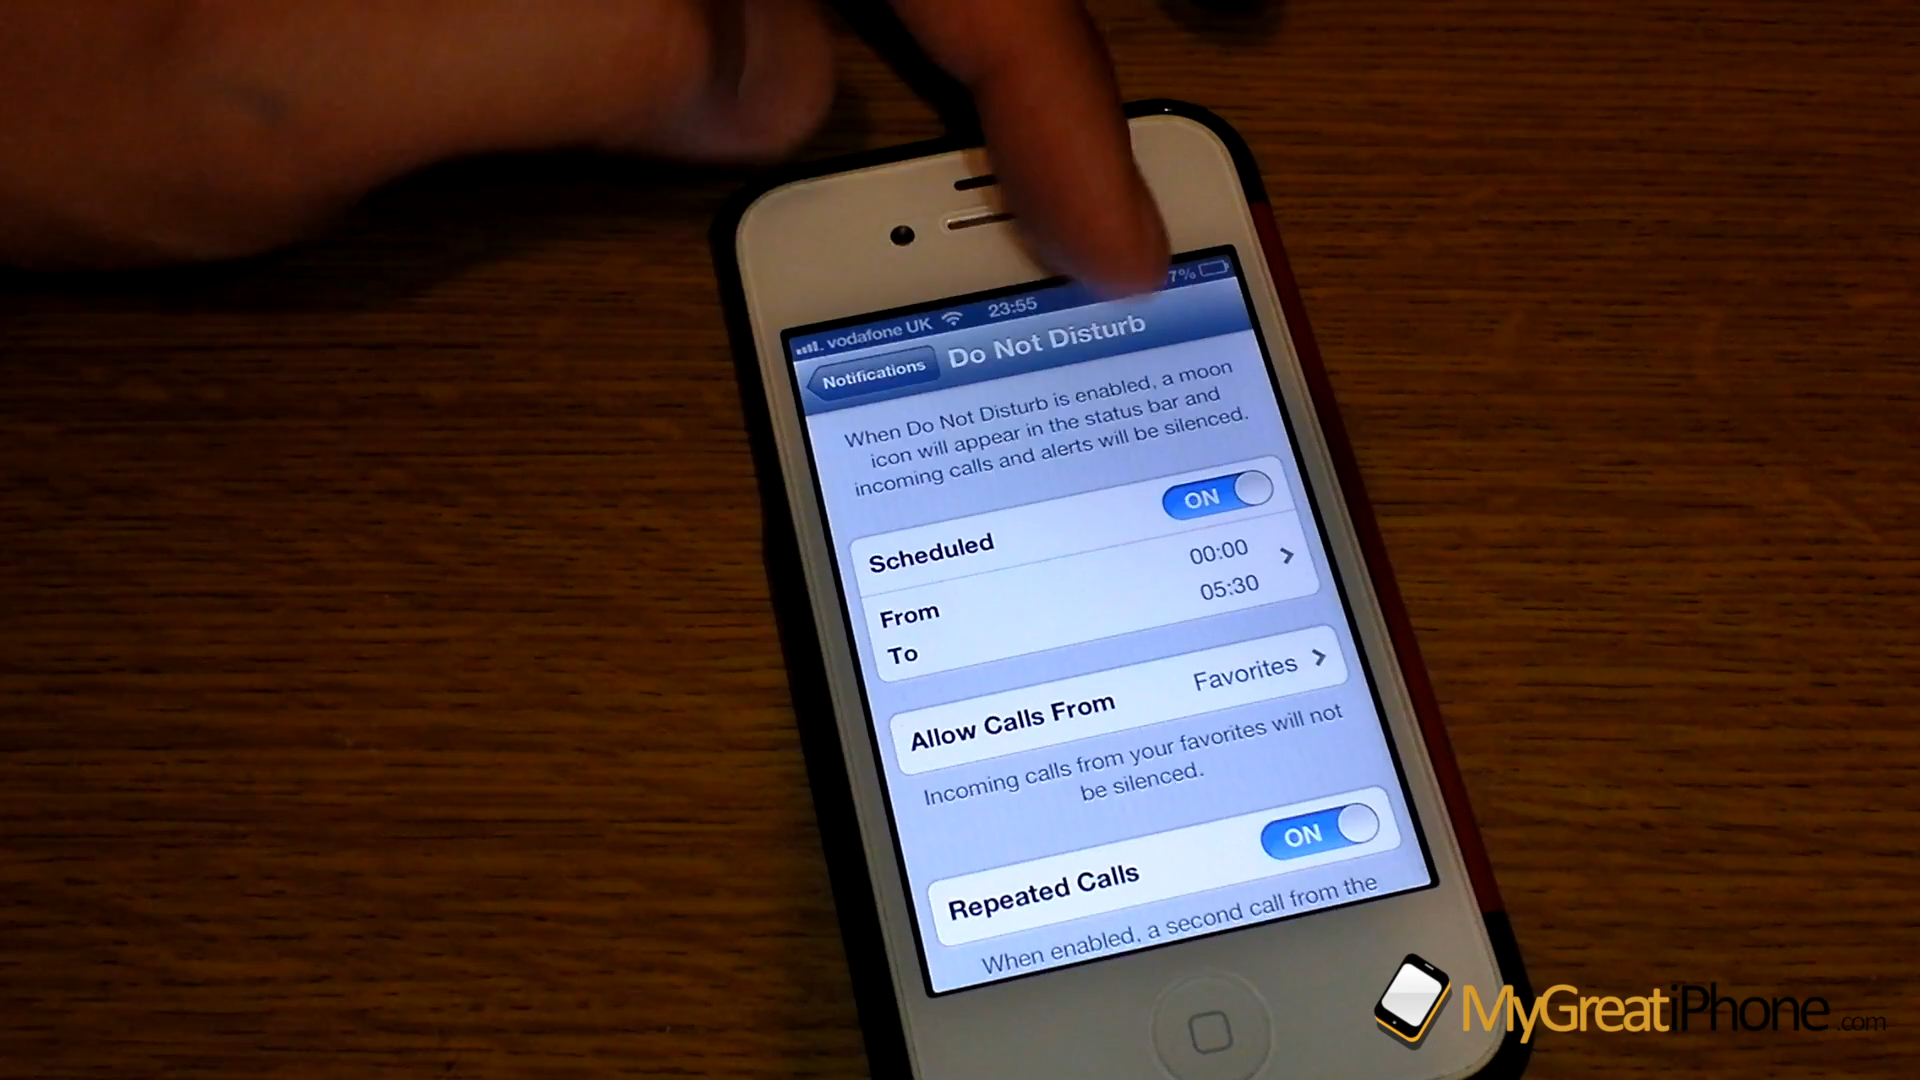 vodafone UK 23:55 7%
Notifications Do Not Disturb
When Do Not Disturb is enabled, a moon
icon will appear in the status bar and
incoming calls and alerts will be silenced.
Scheduled ON
From 00:00
To 05:30
Allow Calls From Favorites
Incoming calls from your favorites will not
be silenced.
Repeated Calls ON
When enabled, a second call from the
MyGreatiPhone.com